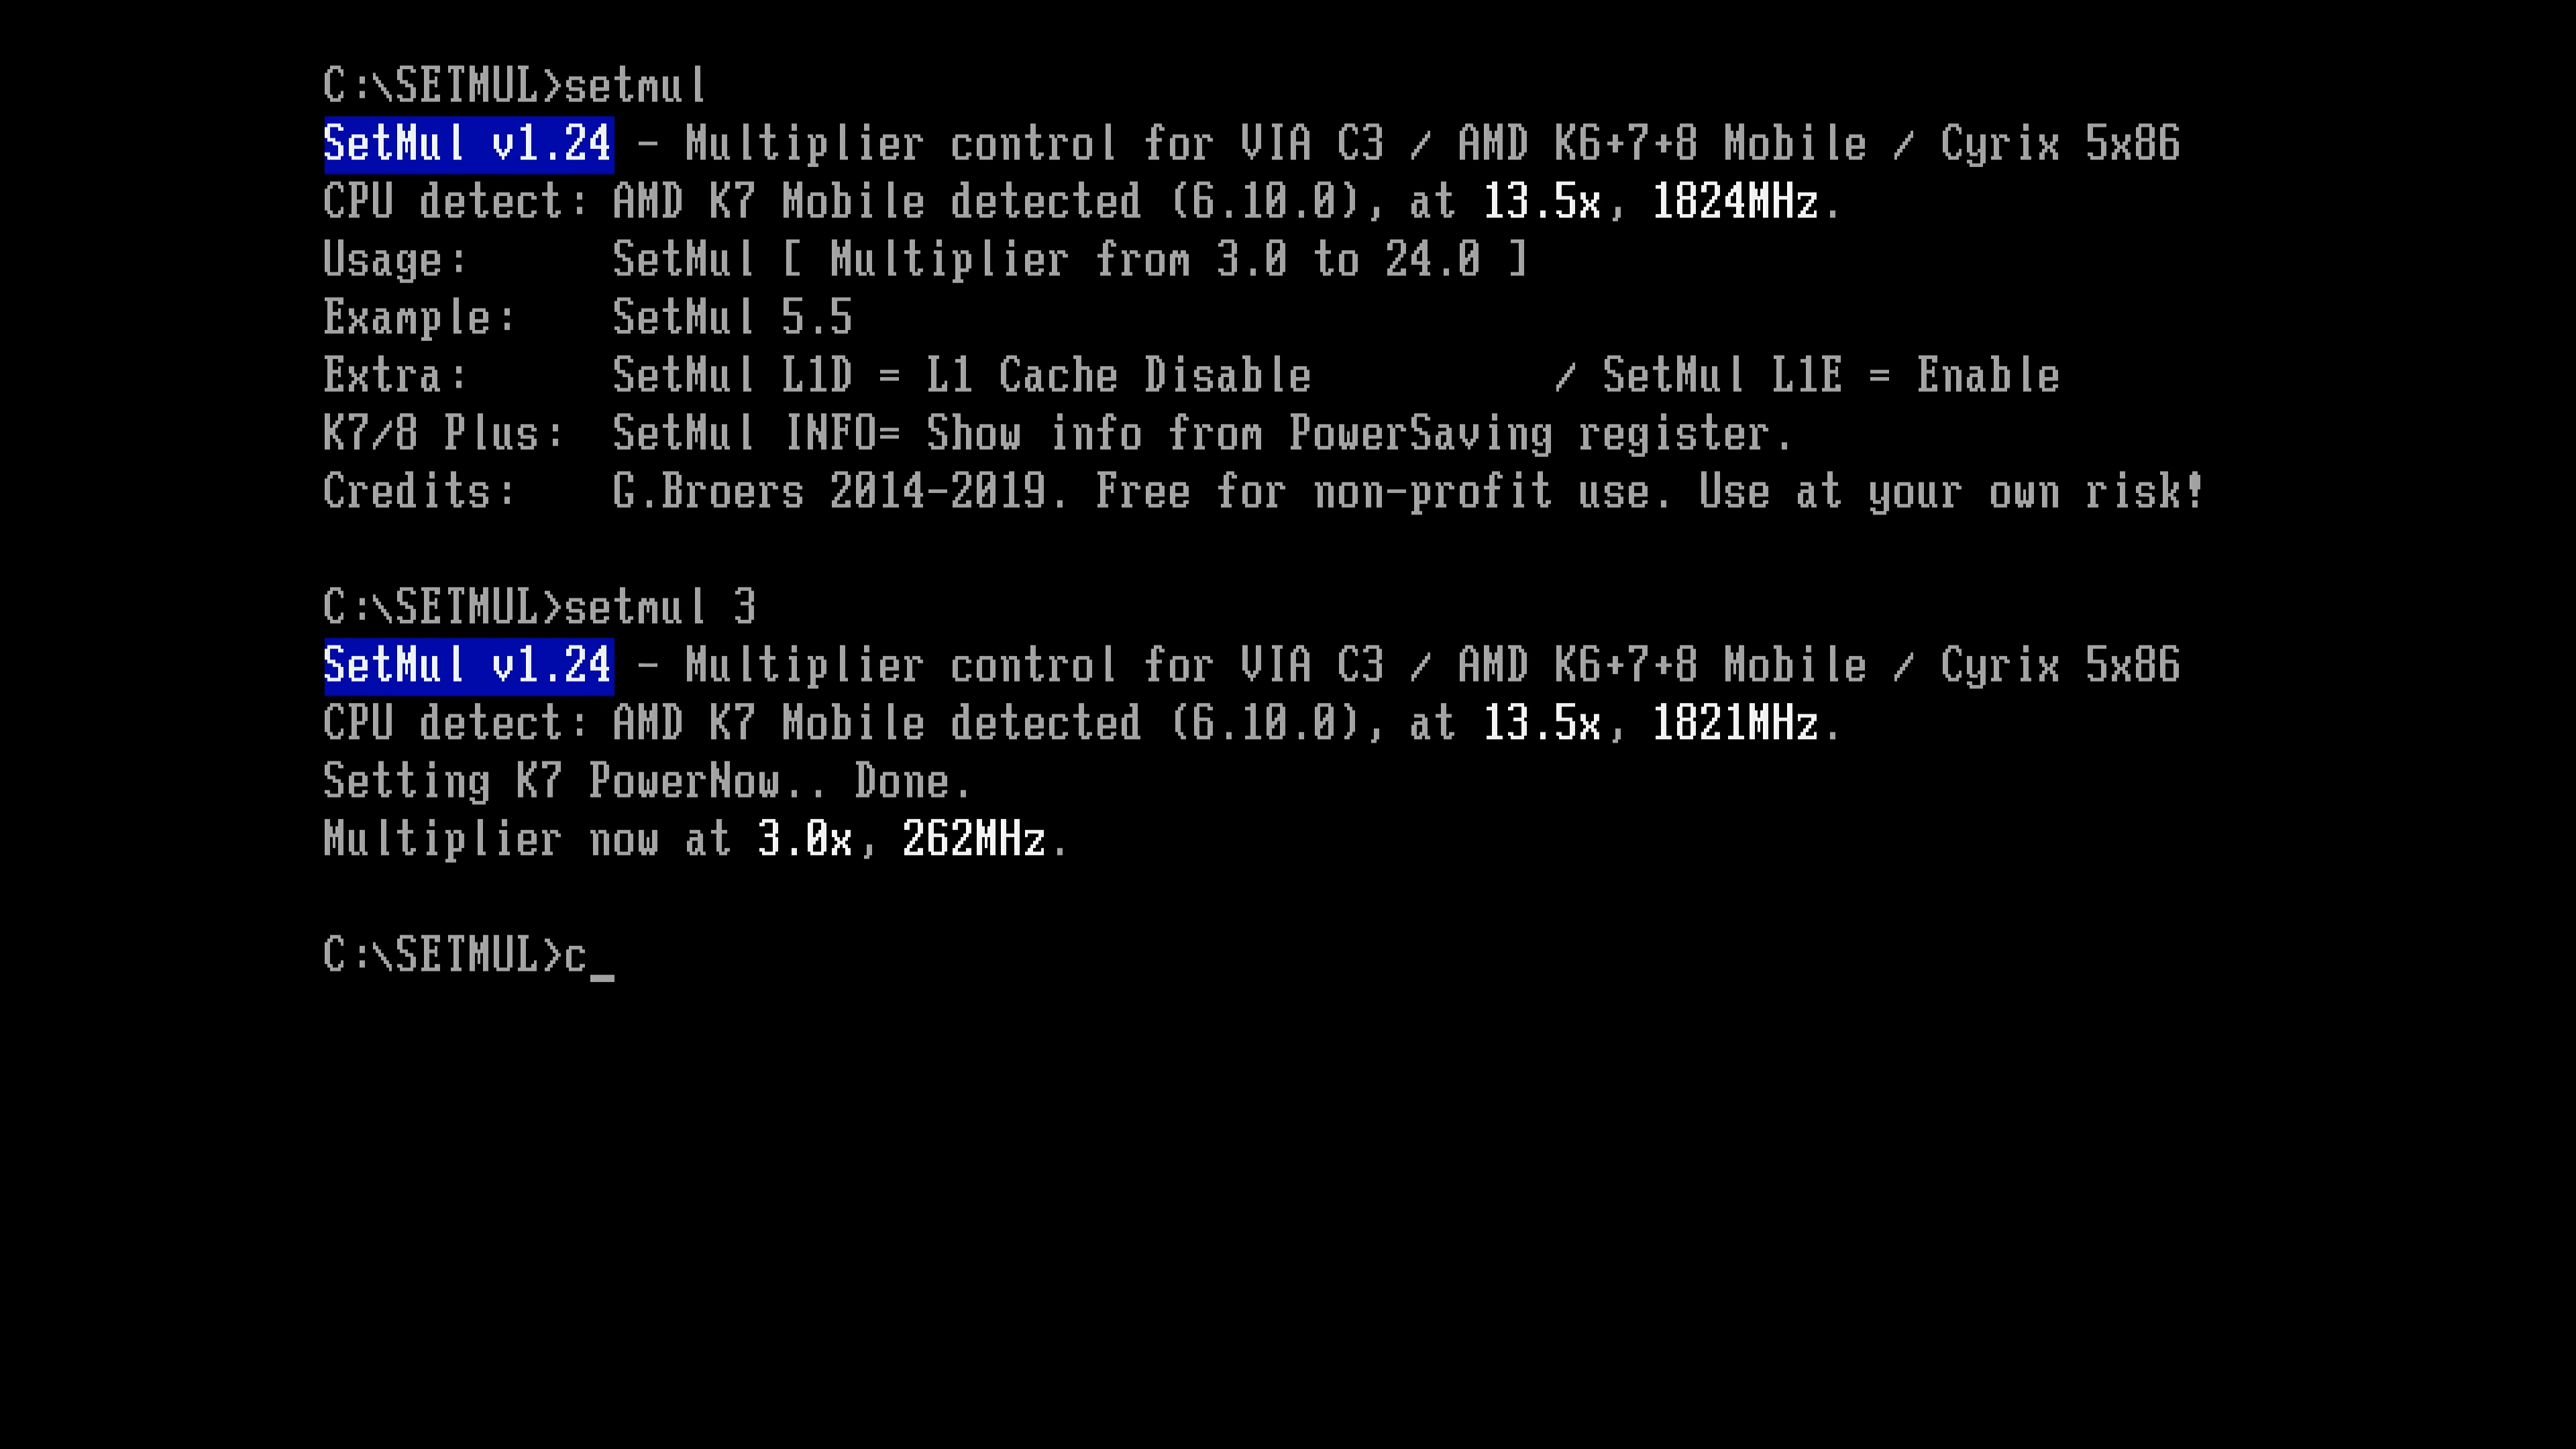 C:\SETMUL>setmul
SetMul v1.24 - Multiplier control for VIA C3 / AMD K6+7+8 Mobile / Cyrix 5x86
CPU detect: AMD K7 Mobile detected (6.10.0), at 13.5x, 1824MHz.
Usage:      SetMul [ Multiplier from 3.0 to 24.0 ]
Example:    SetMul 5.5
Extra:      SetMul L1D = L1 Cache Disable          / SetMul L1E = Enable
K7/8 Plus:  SetMul INFO= Show info from PowerSaving register.
Credits:    G.Broers 2014-2019. Free for non-profit use. Use at your own risk!
C:\SETMUL>setmul 3
SetMul v1.24 - Multiplier control for VIA C3 / AMD K6+7+8 Mobile / Cyrix 5x86
CPU detect: AMD K7 Mobile detected (6.10.0), at 13.5x, 1821MHz.
Setting K7 PowerNow.. Done.
Multiplier now at 3.0x, 262MHz.
C:\SETMUL>c_